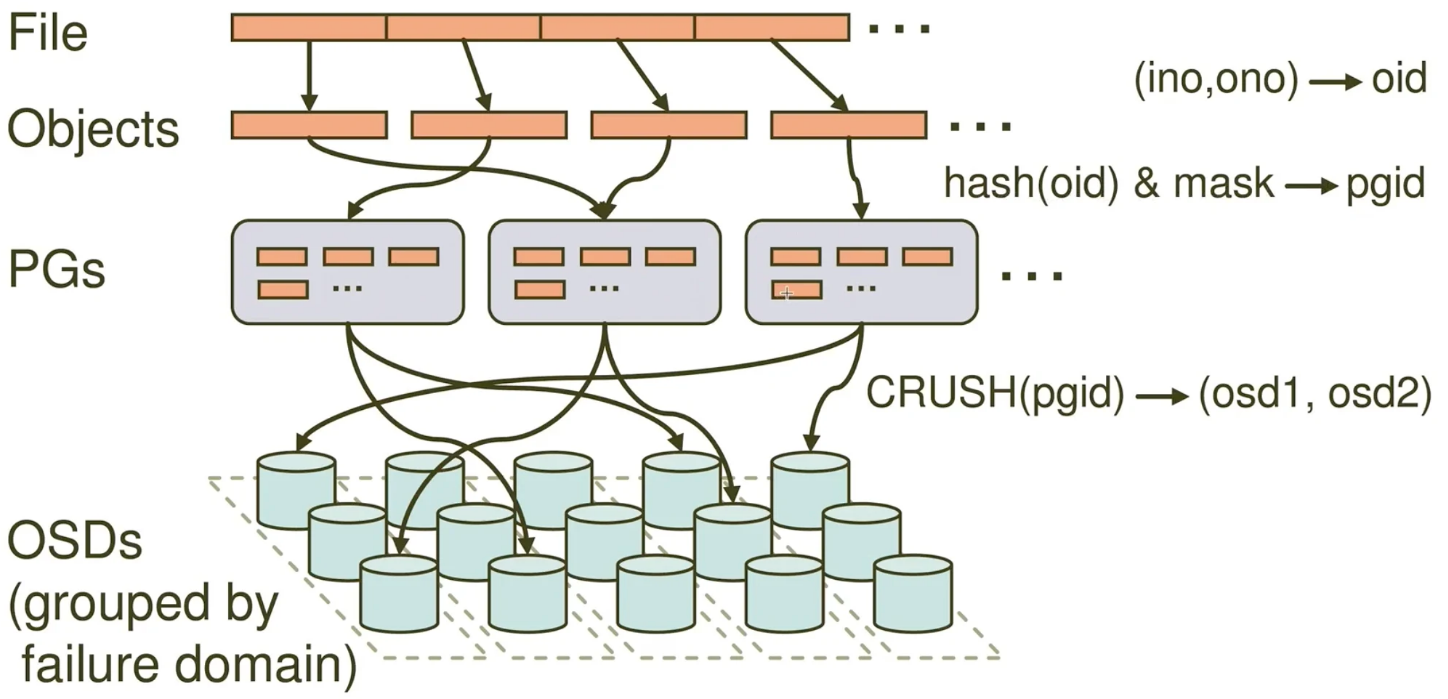 File
(ino,ono) → oid
Objects
hash(oid) & mask → pgid
PGs
CRUSH(pgid) → (osd1, osd2)
OSDs
(grouped by
failure domain)